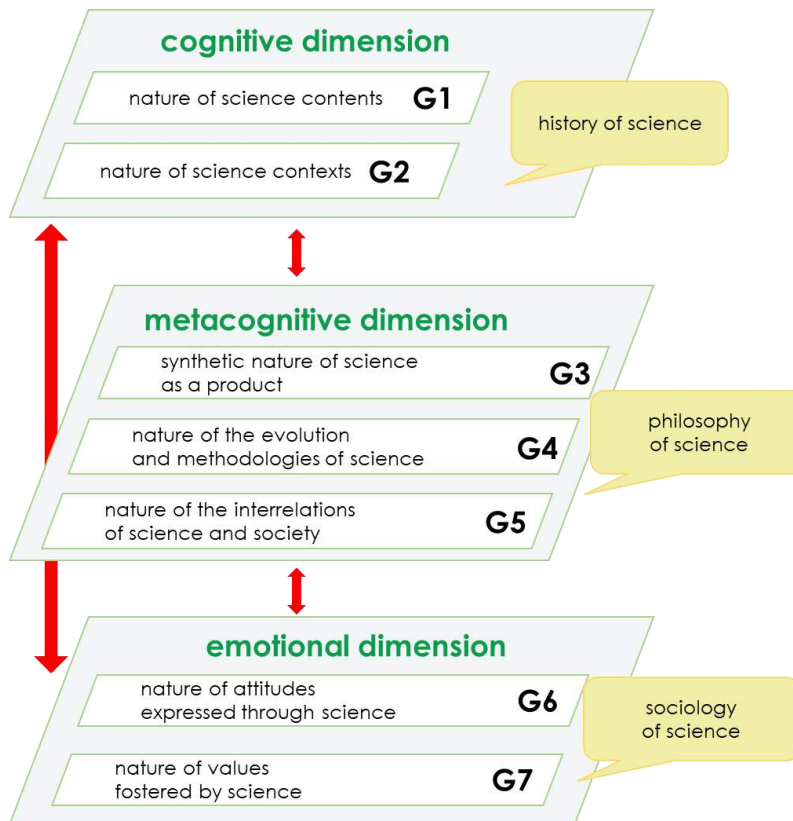 cognitive dimension
nature of science contents G1
history of science
nature of science contexts G2
metacognitive dimension
synthetic nature of science
as a product
G3
nature of the evolution
and methodologies of science
G4
philosophy
of science
nature of the interrelations
of science and society
G5
emotional dimension
nature of attitudes
expressed through science
G6
sociology
of science
nature of values
fostered by science
G7